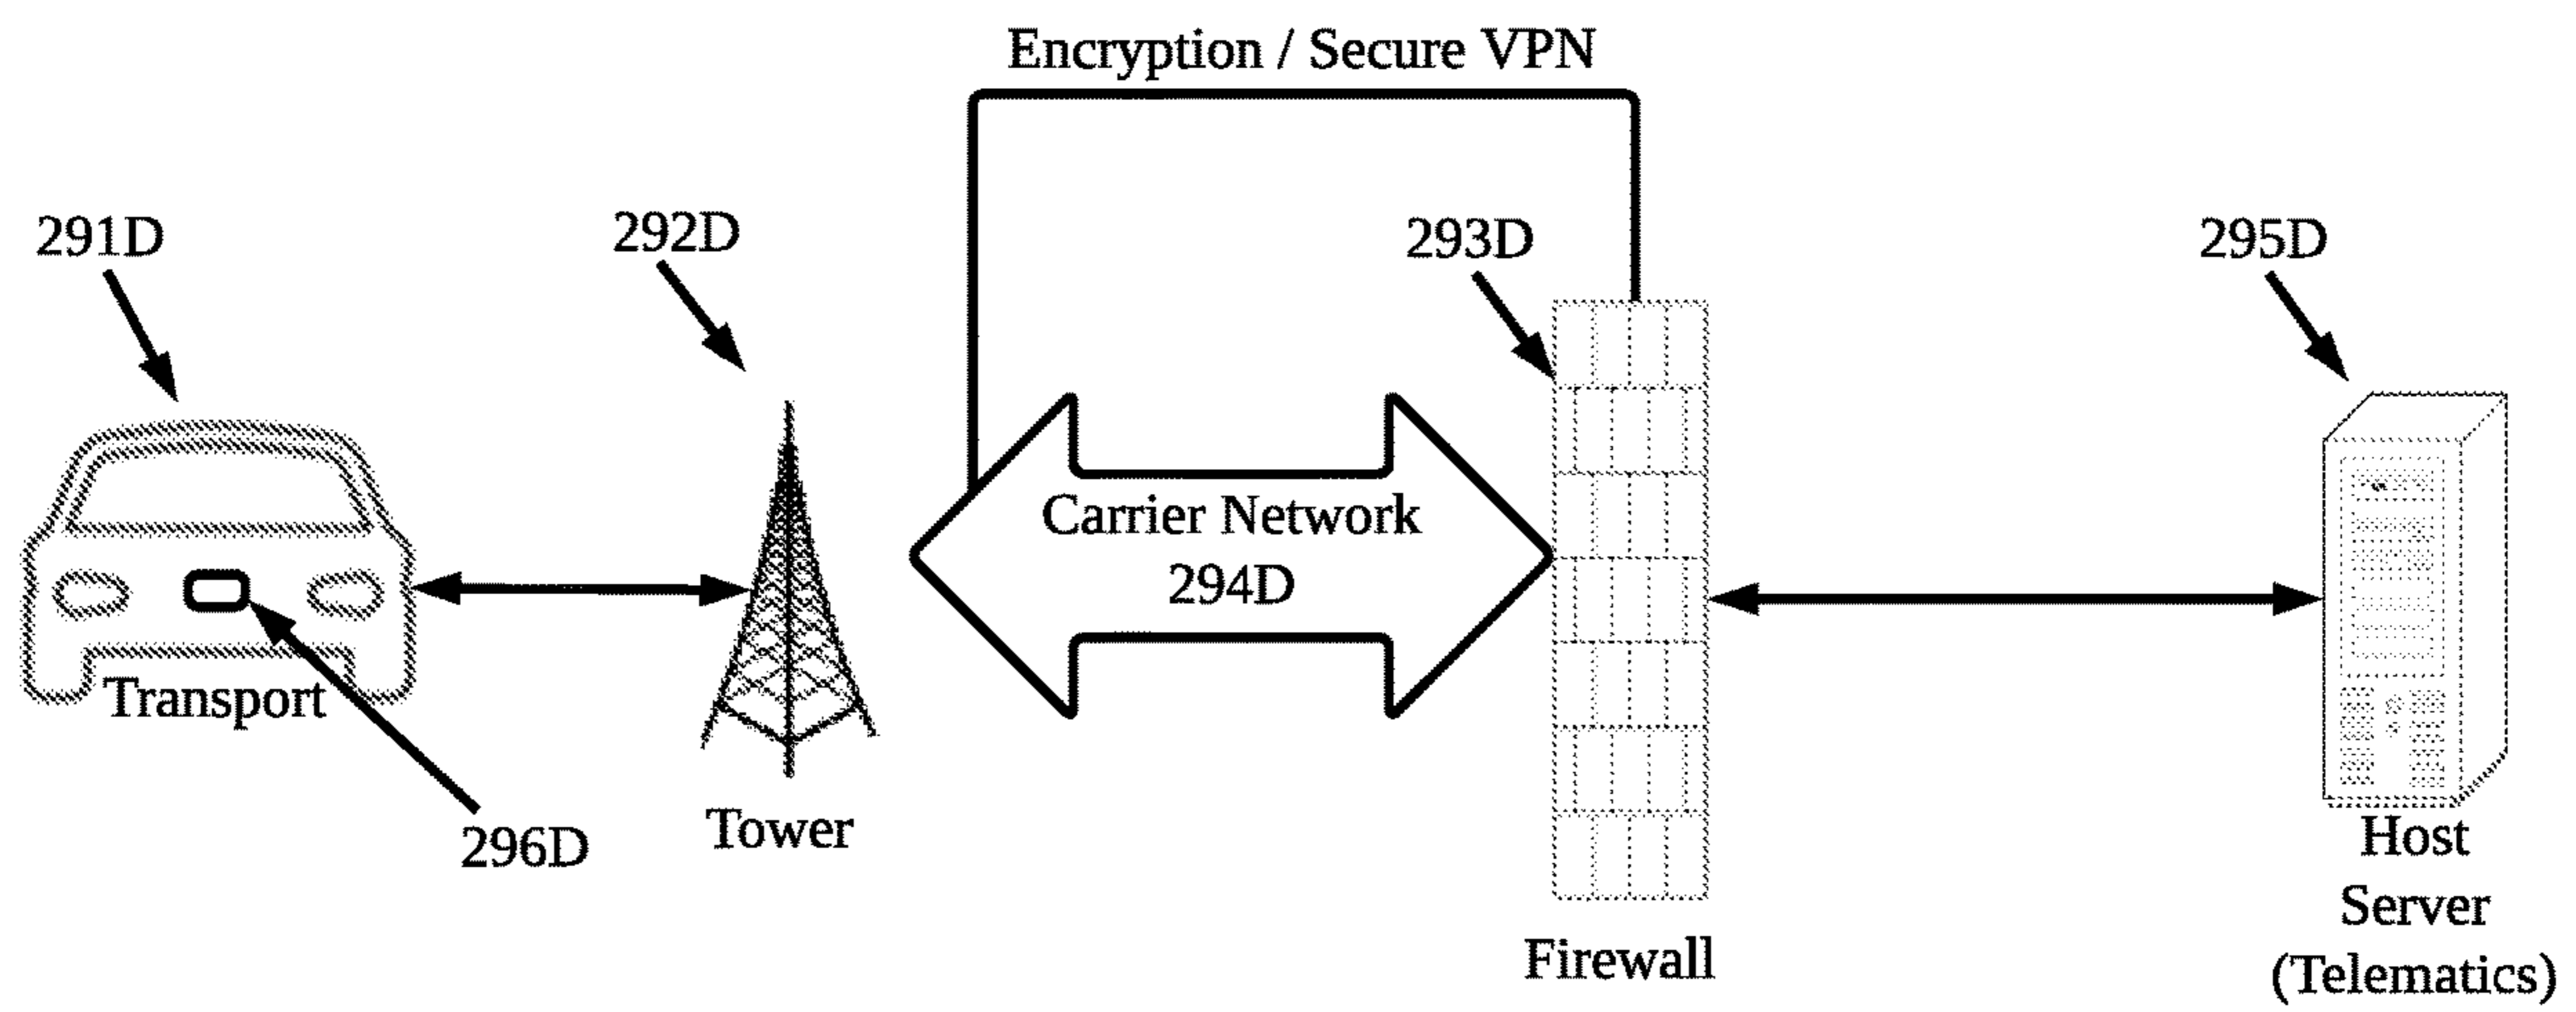 Encryption / Secure VPN
291D
292D
293D
295D
Carrier Network
294D
Transport
296D
Tower
Firewall
Host
Server
(Telematics)